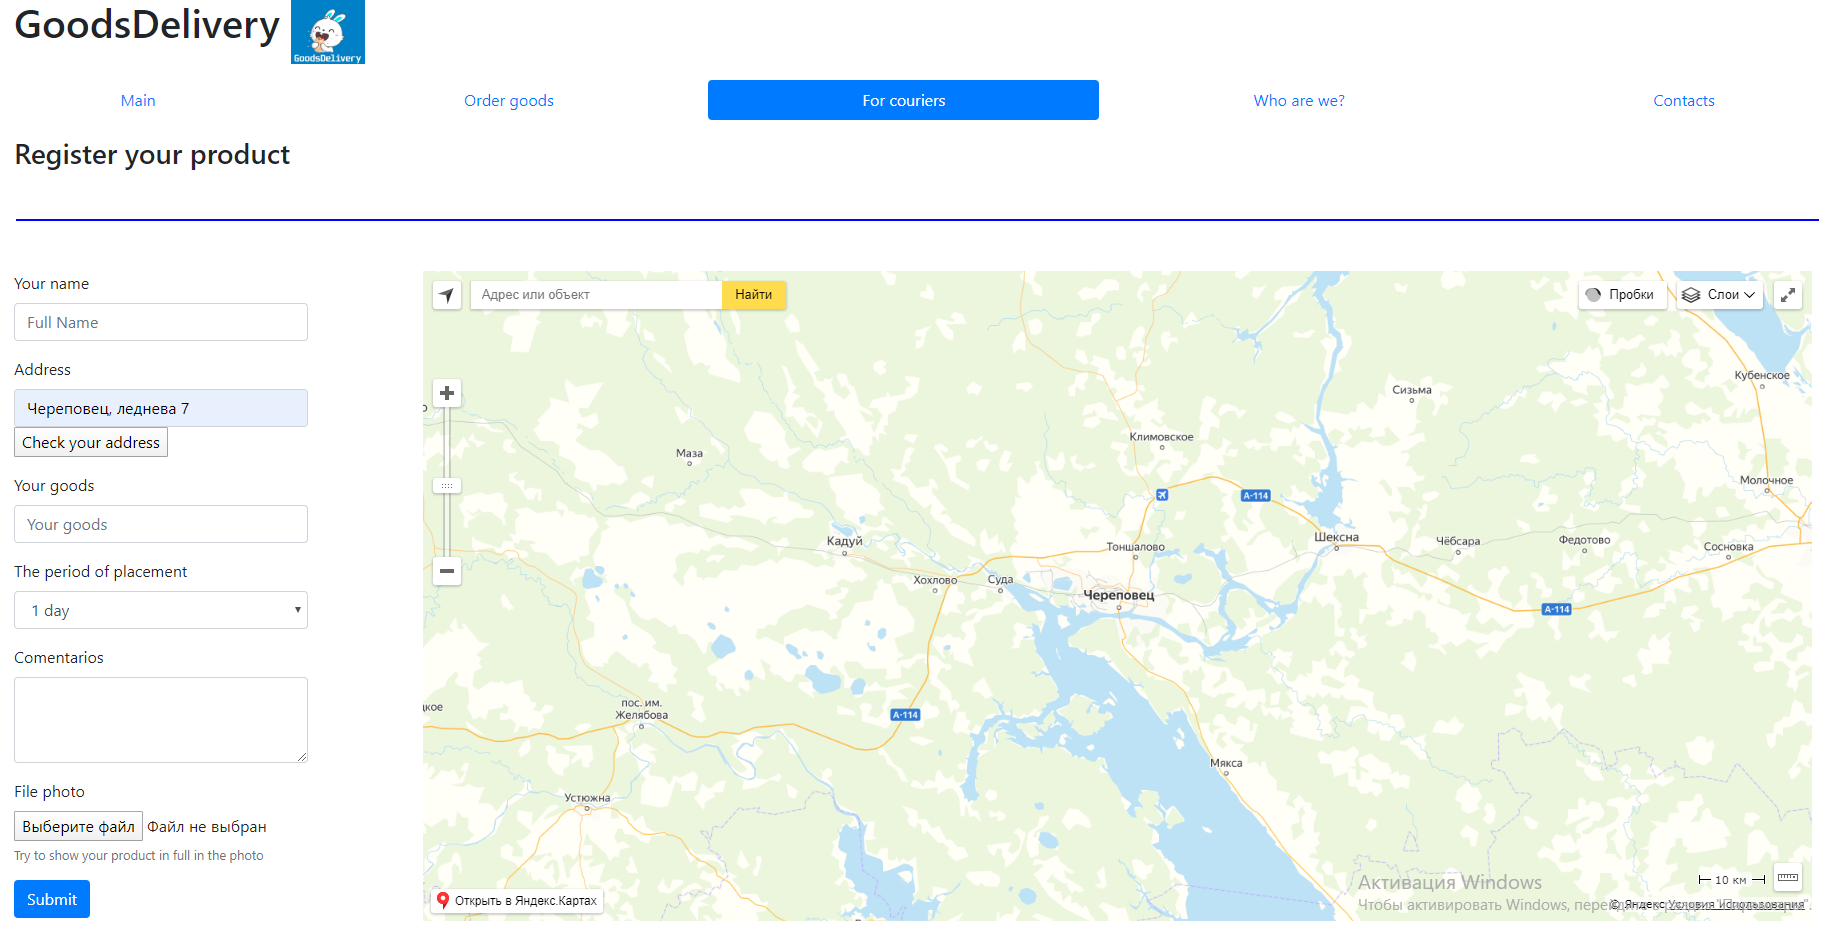 GoodsDelivery
GoodsDelivery
Main
Order goods
For couriers
Who are we?
Contacts
Register your product
Your name
Full Name
Address
Череповец, леднева 7
Check your address
Your goods
Your goods
The period of placement
1 day
Comentarios
File photo
Выберите файл Файл не выбран
Try to show your product in full in the photo
Submit
Адрес или объект
Найти
Пробки
Слои
Кубенское
Сизьма
Климовское
Маза
Молочное
А-114
Кадуй
Тоншалово
Шексна
Чёбсара
Федотово
Сосновка
Хохлово
Суда
Череповец
А-114
пос. им.
Желябова
А-114
Мякса
Устюжна
Открыть в Яндекс.Картах
10 км
Активация Windows
Чтобы активировать Windows,
© Яндекс Условия использования